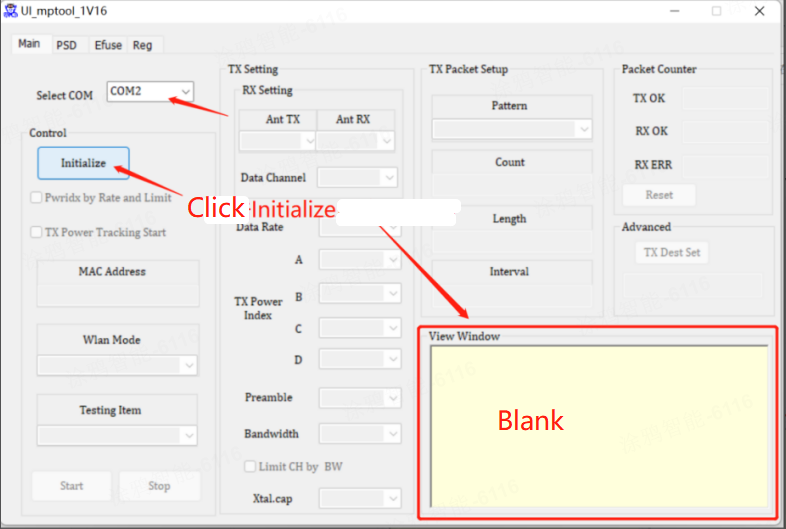 UI_mptool_1V16
Main PSD Efuse Reg
Select COM COM2
Control
Initialize
Pwridx by Rate and Limit
TX Power Tracking Start
MAC Address
Wlan Mode
Testing Item
Start Stop
TX Setting
RX Setting
Ant TX Ant RX
Data Channel
Click Initialize
Data Rate
A
TX Power
Index
B
C
D
Preamble
Bandwidth
Limit CH by BW
Xtal.cap
TX Packet Setup
Pattern
Count
Length
Interval
Packet Counter
TX OK
RX OK
RX ERR
Reset
Advanced
TX Dest Set
View Window
Blank